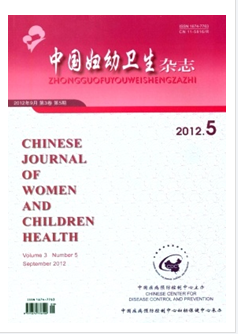 ISSN 1674-7763
中国妇幼卫生杂志
ZHONGGUOFUYOUWEISHENGZAZHI
2012年9月 第3卷 第5期
2012.5
CHINESE
JOURNAL
OF
WOMEN
AND
CHILDREN
HEALTH
Volume 3 Number 5
September 2012
中国疾病预防控制中心主办
CHINESE CENTER FOR
DISEASE CONTROL AND PREVENTION
中国疾病预防控制中心妇幼保健中心承办
ISSN 1674-7763